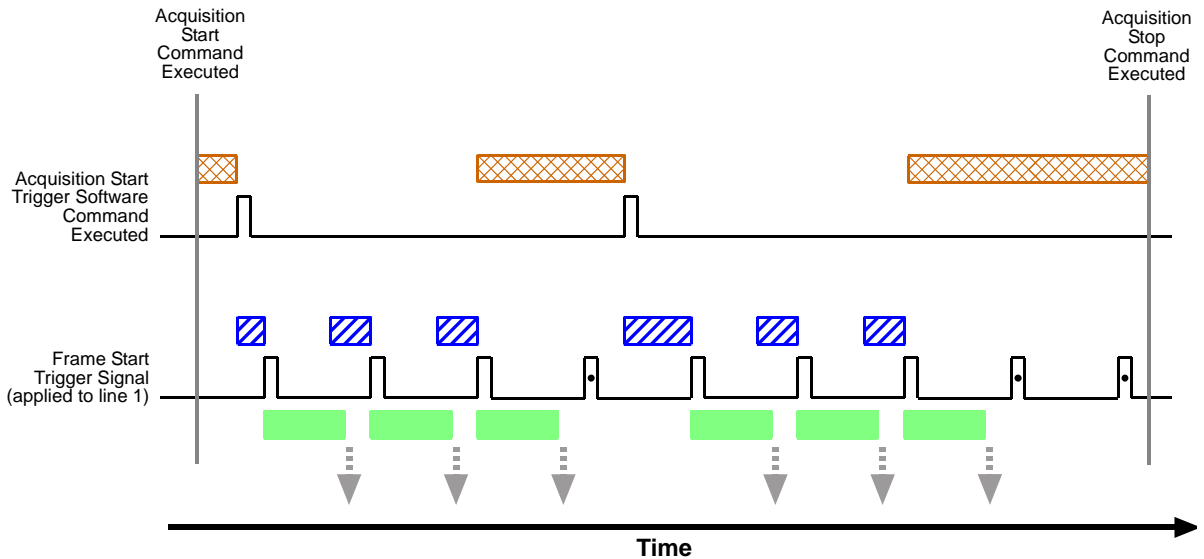 Acquisition
Start
Command
Executed
Acquisition
Stop
Command
Executed
Acquisition Start
Trigger Software
Command
Executed
Frame Start
Trigger Signal
(applied to line 1)
Time